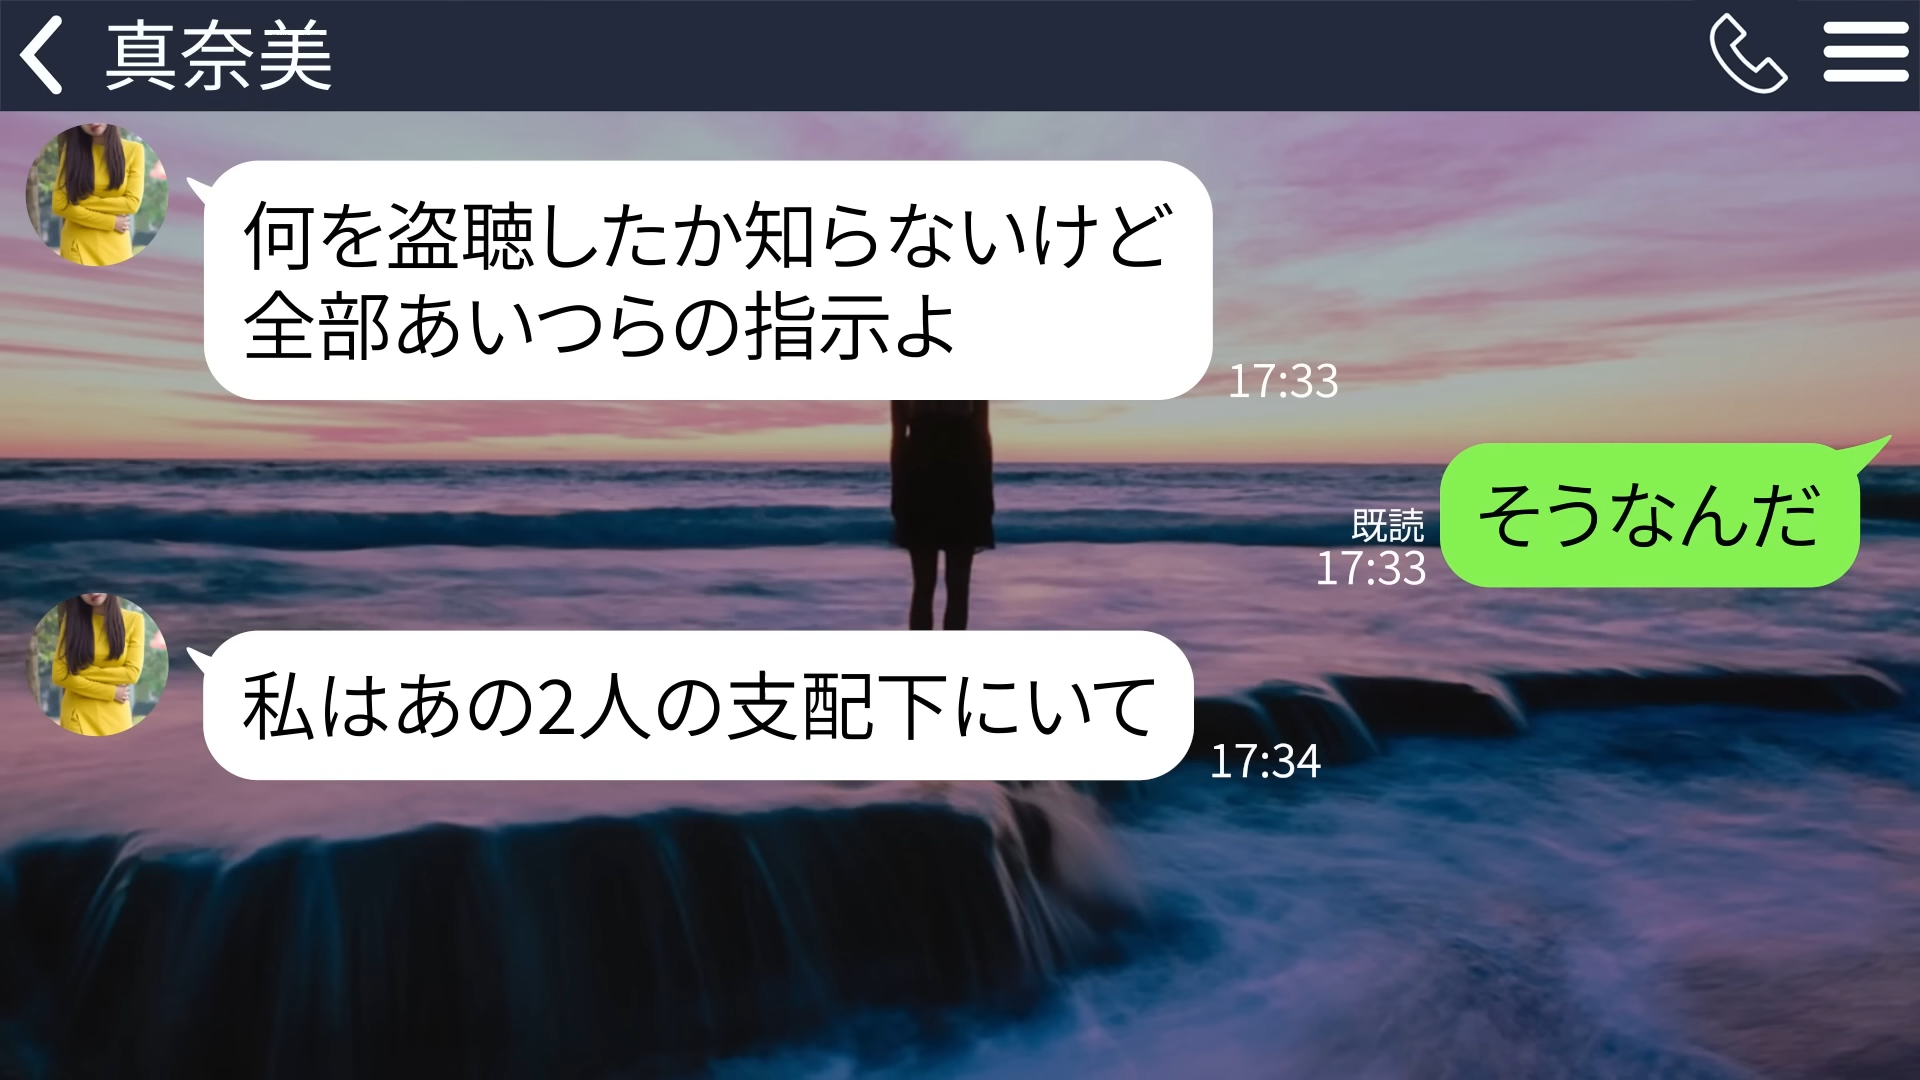 真奈美
何を盗聴したか知らないけど
全部あいつらの指示よ
17:33
そうなんだ
既読
17:33
私はあの2人の支配下にいて
17:34